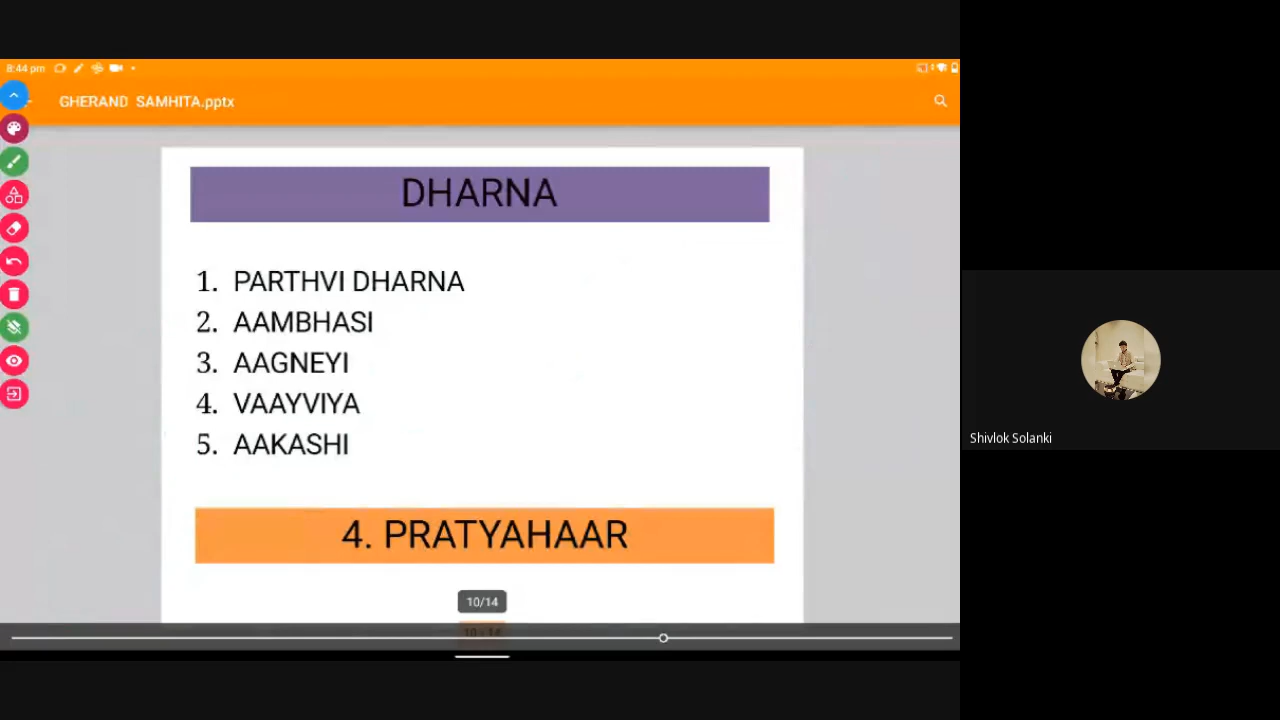 8:44 pm
GHERAND SAMHITA.pptx
DHARNA
1. PARTHVI DHARNA
2. AAMBHASI
3. AAGNEYI
4. VAAYVIYA
5. AAKASHI
4. PRATYAHAAR
10/14
Shivlok Solanki